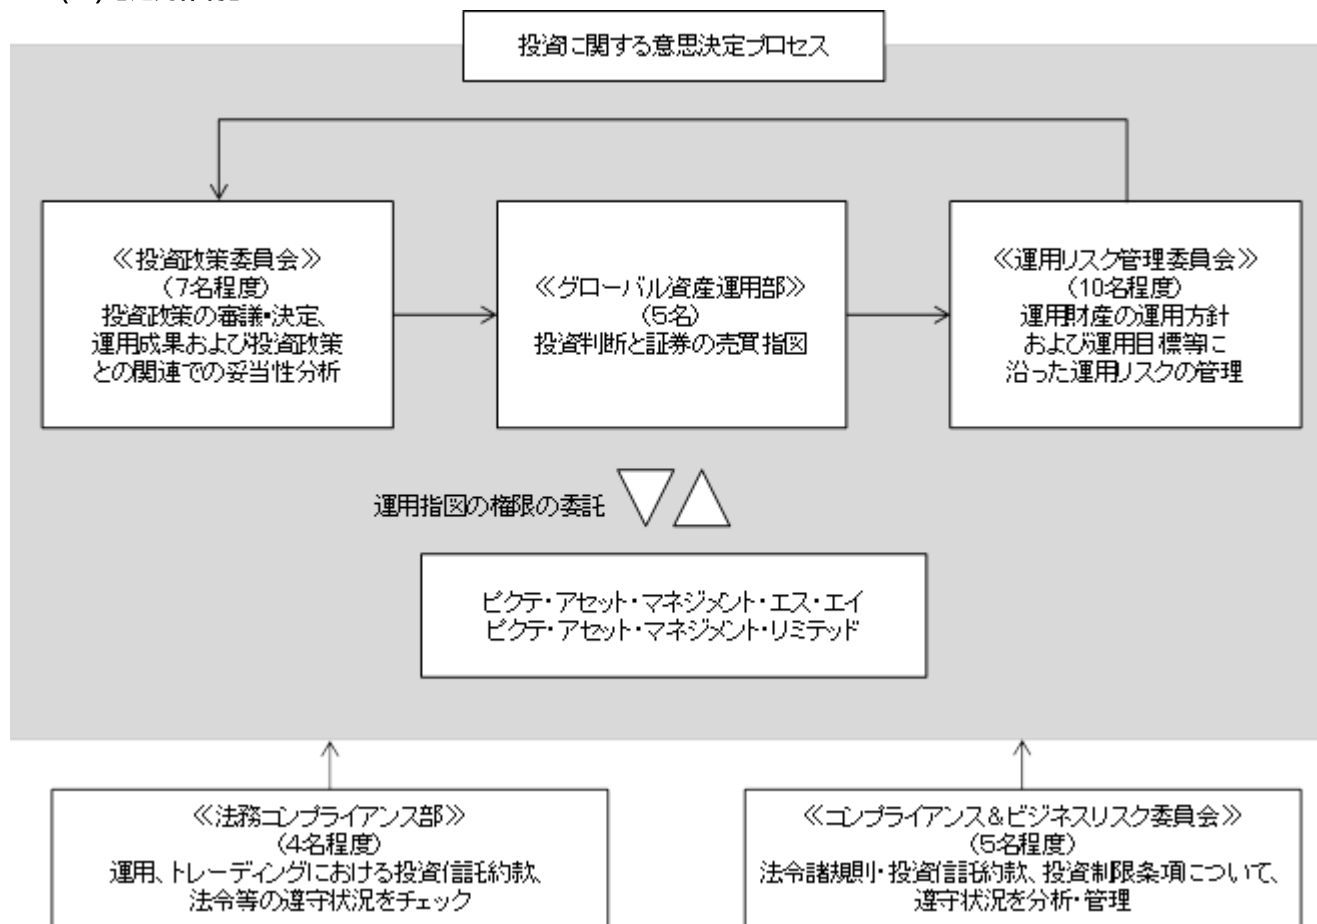 投資に関する意思決定プロセス
≪投資政策委員会≫
(7名程度)
投資政策の審議・決定、
運用成果および投資政策
との関連での妥当性分析
≪グローバル資産運用部≫
(5名)
投資判断と証券の売買指図
≪運用リスク管理委員会≫
(10名程度)
運用財産の運用方針
および運用目標等に
沿った運用リスクの管理
運用指図の権限の委託
ピクテ・アセット・マネジメント・エス・エイ
ピクテ・アセット・マネジメント・リミテッド
≪法務コンプライアンス部≫
(4名程度)
運用、トレーディングにおける投資信託約款、
法令等の遵守状況をチェック
≪コンプライアンス&ビジネスリスク委員会≫
(5名程度)
法令諸規則・投資信託約款、投資制限条項について、
遵守状況を分析・管理